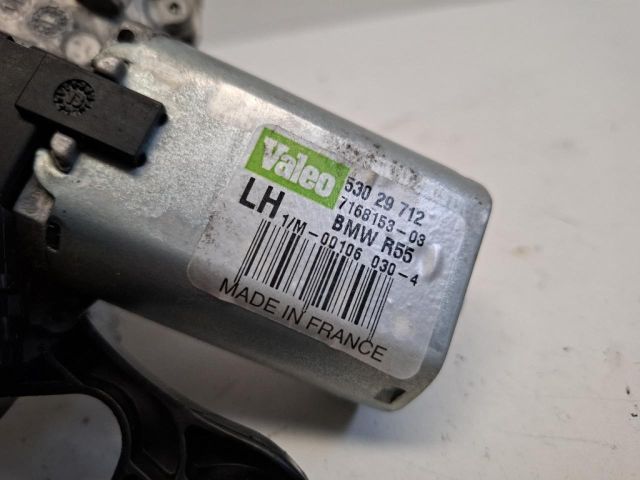 Valeo
530 29 712
7168153-03
LH
BMW R55
1/M-00106 030-4
MADE IN FRANCE